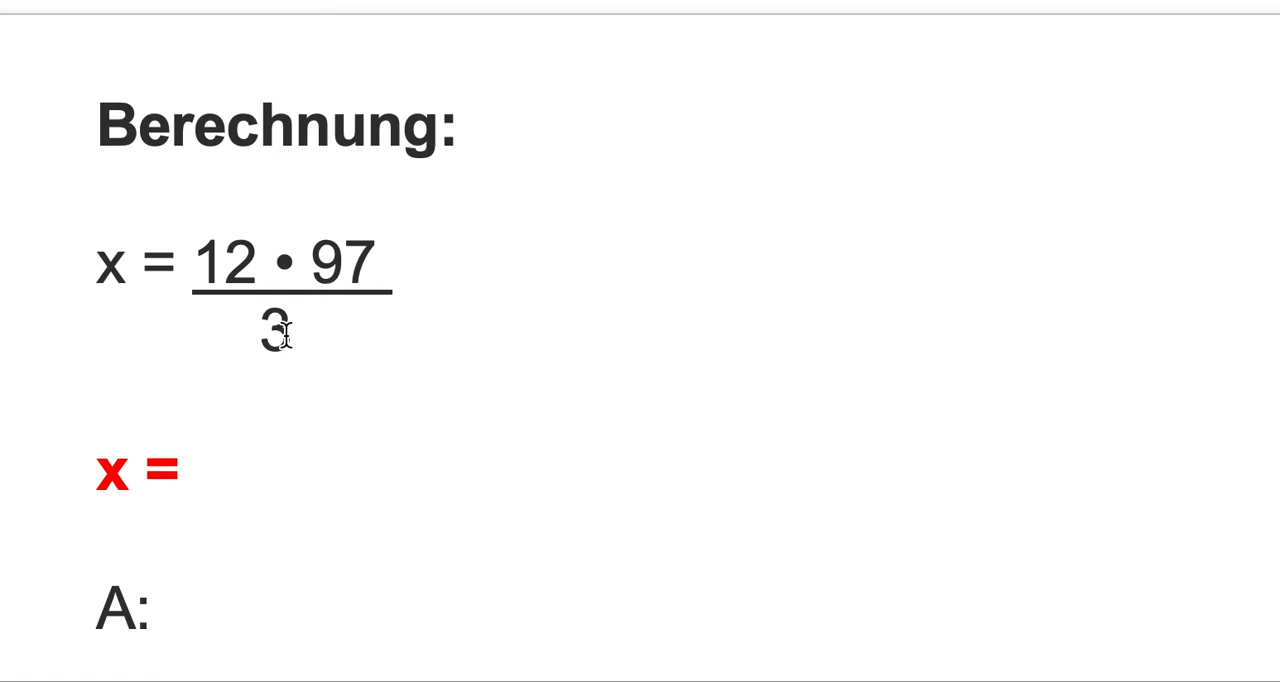 Berechnung:
x = 12 • 97
3
x =
A: